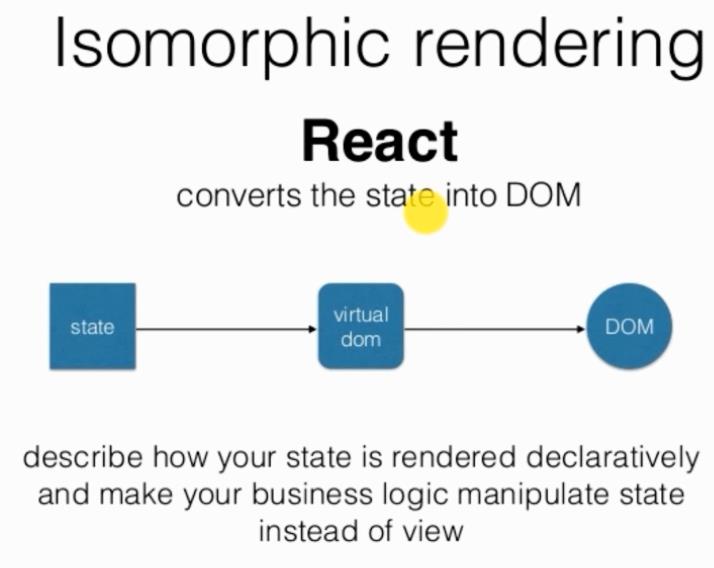 Isomorphic rendering
React
converts the state into DOM
state
virtual
dom
DOM
describe how your state is rendered declaratively
and make your business logic manipulate state
instead of view